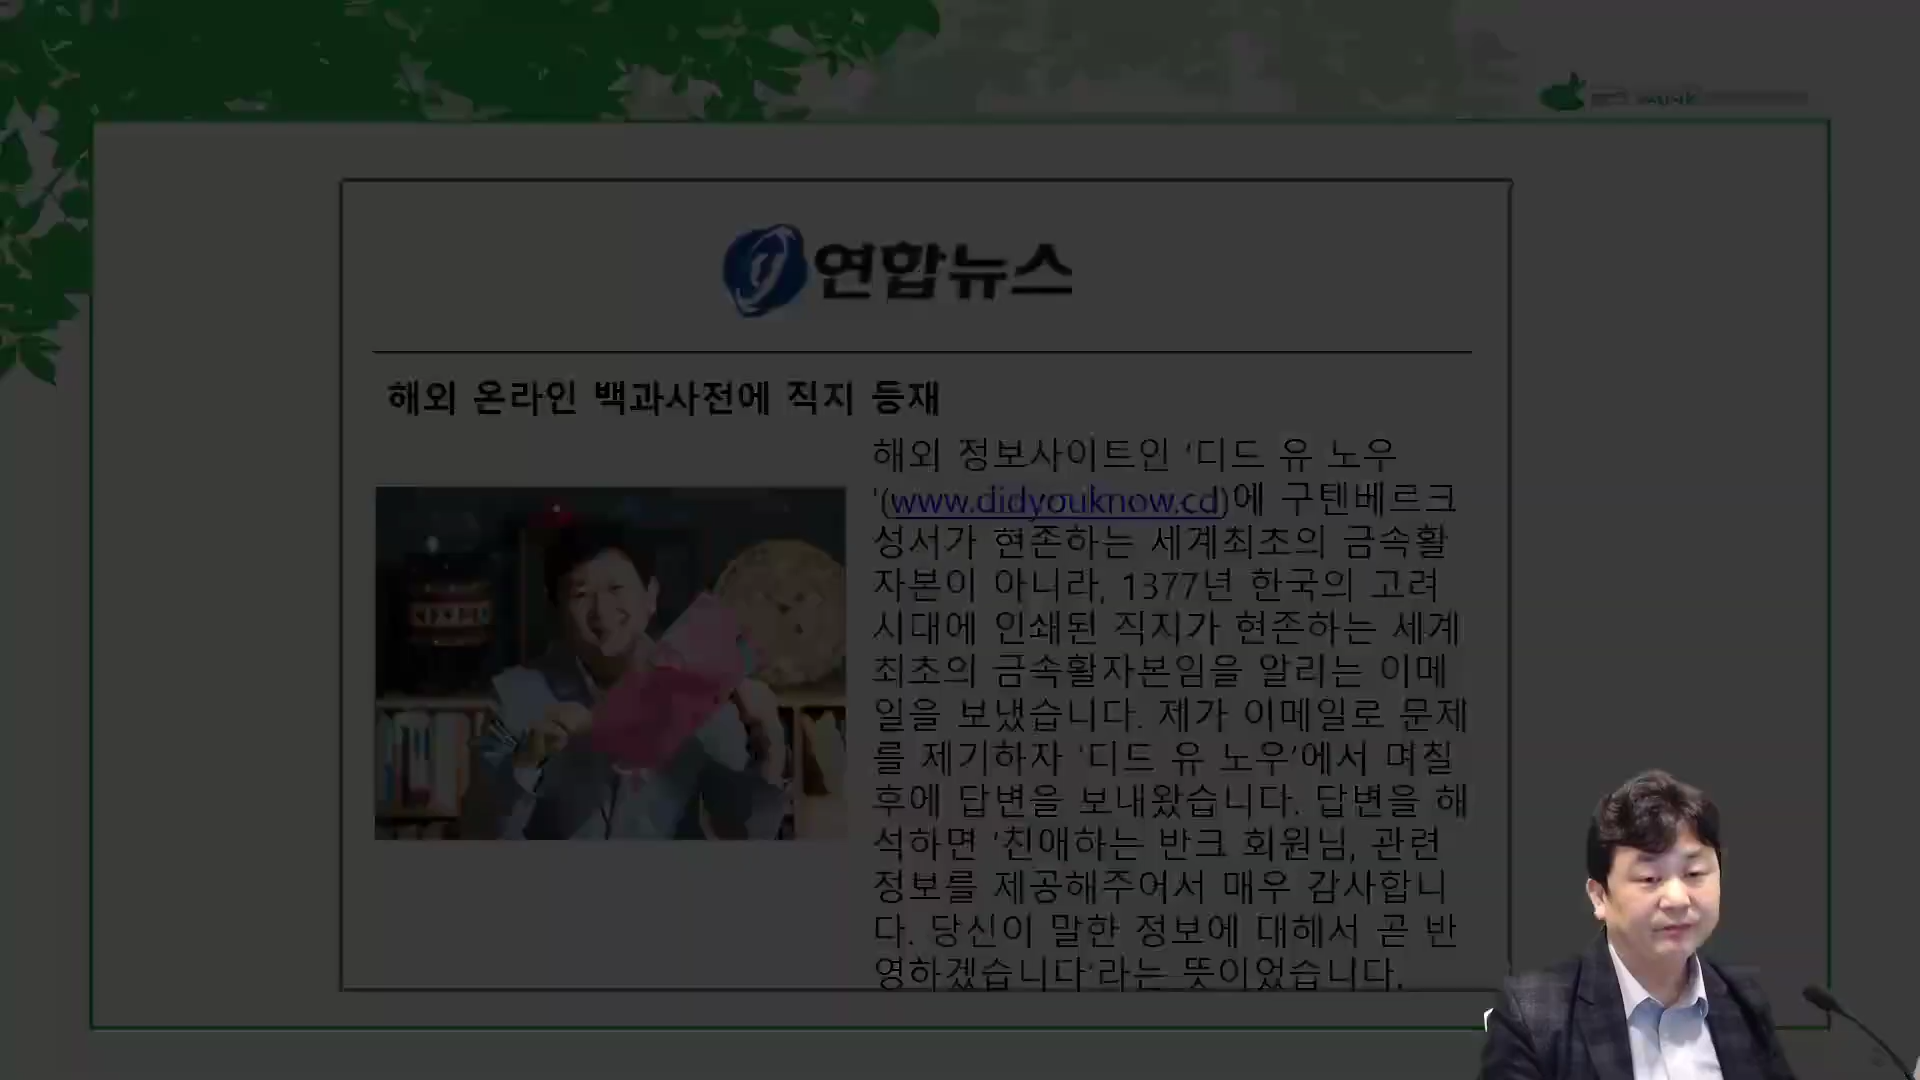 연합뉴스
해외 온라인 백과사전에 직지 등재
해외 정보사이트인 '디드 유 노우
'(www.didyouknow.cd)'에 구텐베르크
성서가 현존하는 세계최초의 금속활
자본이 아니라, 1377년 한국의 고려
시대에 인쇄된 직지가 현존하는 세계
최초의 금속활자본임을 알리는 이메
일을 보냈습니다. 제가 이메일로 문제
를 제기하자 '디드 유 노우'에서 며칠
후에 답변을 보내왔습니다. 답변을 해
석하면 '친애하는 반크 회원님, 관련
정보를 제공해주어서 매우 감사합니
다. 당신이 말한 정보에 대해서 곧 반
영하겠습니다'라는 뜻이었습니다.